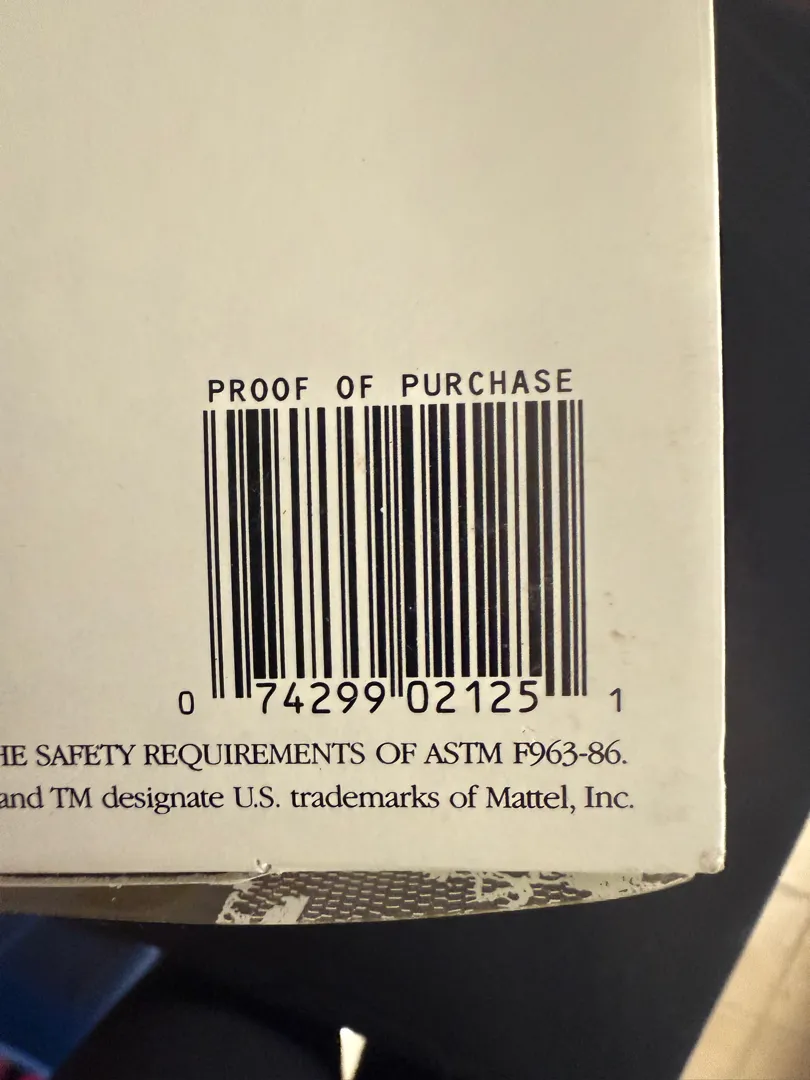 PROOF OF PURCHASE
0 74299 02125 1
HE SAFETY REQUIREMENTS OF ASTM F963-86.
and TM designate U.S. trademarks of Mattel, Inc.